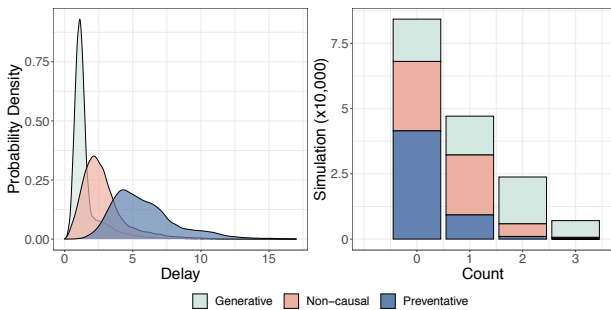 Probability Density
0.75
0.50
0.25
0.00
0
5
10
15
Delay
Simulation (x10,000)
7.5
5
2.5
0
0
1
2
3
Count
Generative
Non-causal
Preventative